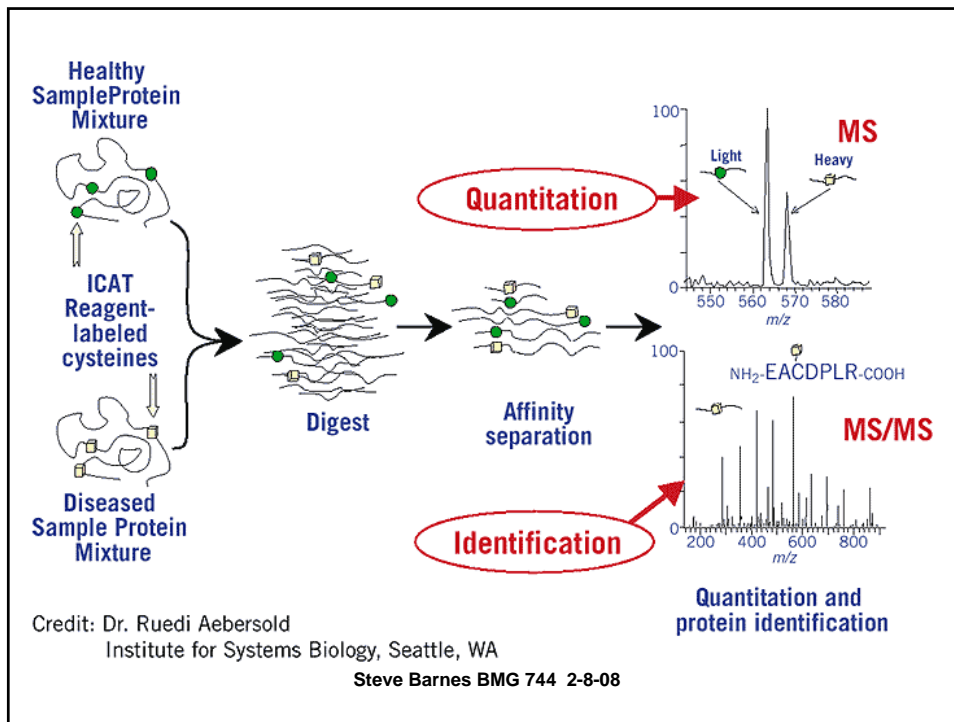 Healthy
SampleProtein
Mixture
ICAT
Reagent-
labeled
cysteines
Diseased
Sample Protein
Mixture
Digest
Affinity
separation
Quantitation
MS
100
Light
Heavy
0
550 560 570 580
m/z
Identification
100
NH2-EACDPLR-COOH
MS/MS
0
200 400 600 800
m/z
Quantitation and
protein identification
Credit: Dr. Ruedi Aebersold
Institute for Systems Biology, Seattle, WA
Steve Barnes BMG 744 2-8-08